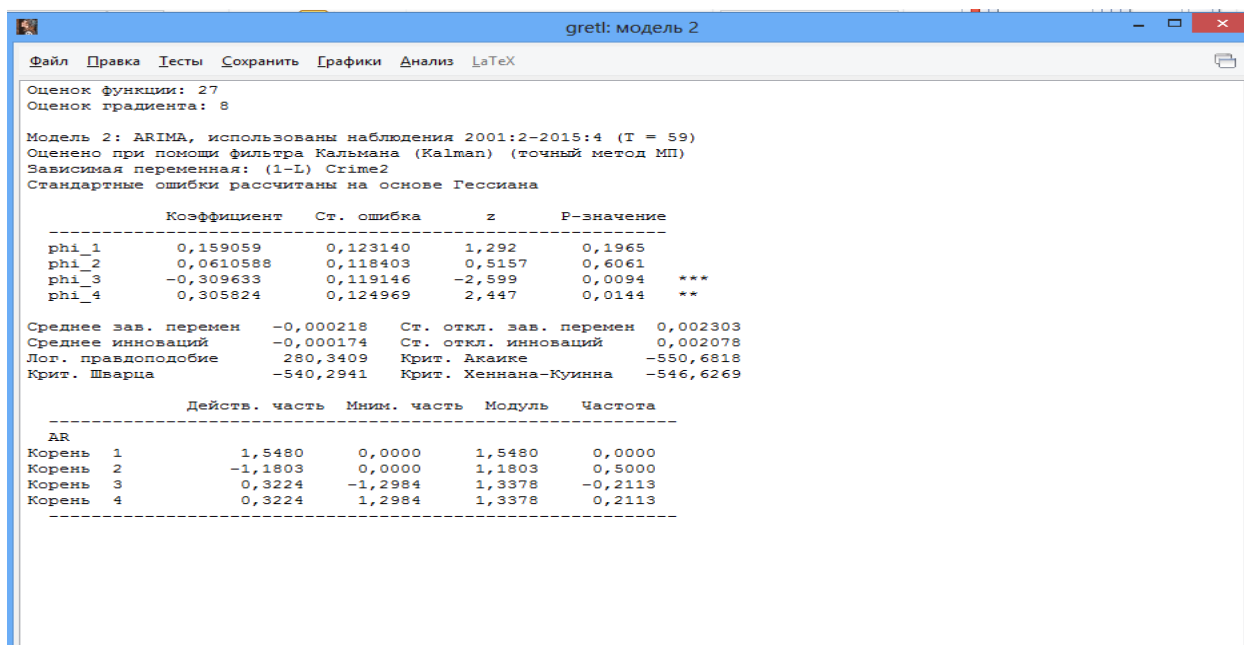 gretl: модель 2
Файл Правка Тесты Сохранить Графики Анализ LaTeX
Оценок функции: 27
Оценок градиента: 8
Модель 2: ARIMA, использованы наблюдения 2001:2-2015:4 (T = 59)
Оценено при помощи фильтра Кальмана (Kalman) (точный метод МП)
Зависимая переменная: (1-L) Crime2
Стандартные ошибки рассчитаны на основе Гессиана
Коэффициент Ст. ошибка z P-значение
phi_1 0,159059 0,123140 1,292 0,1965
phi_2 0,0610588 0,118403 0,5157 0,6061
phi_3 -0,309633 0,119146 -2,599 0,0094 ***
phi_4 0,305824 0,124969 2,447 0,0144 **
Среднее зав. перемен -0,000218 Ст. откл. зав. перемен 0,002303
Среднее инноваций -0,000174 Ст. откл. инноваций 0,002078
Лог. правдоподобие 280,3409 Крит. Акаике -550,6818
Крит. Шварца -540,2941 Крит. Хеннана-Куинна -546,6269
Действ. часть Мним. часть Модуль Частота
AR
Корень 1 1,5480 0,0000 1,5480 0,0000
Корень 2 -1,1803 0,0000 1,1803 0,5000
Корень 3 0,3224 -1,2984 1,3378 -0,2113
Корень 4 0,3224 1,2984 1,3378 0,2113